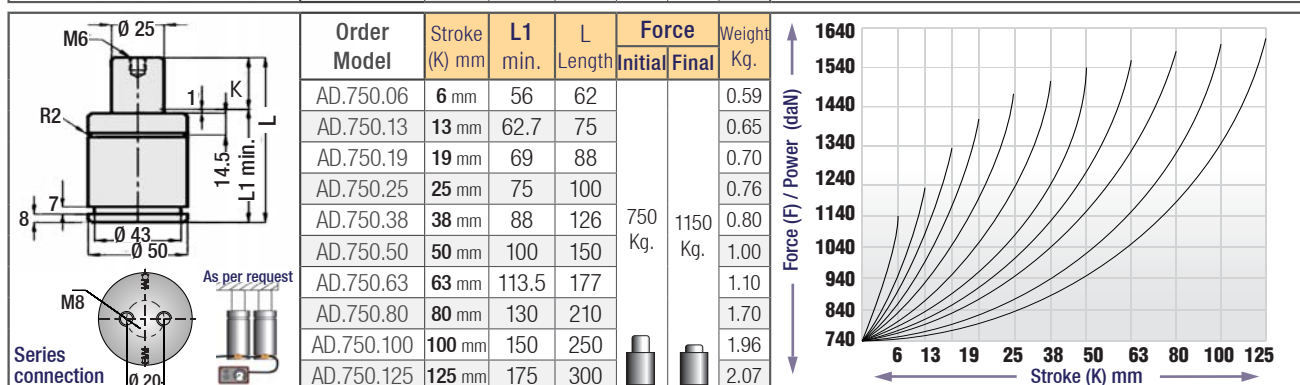 Ø 25
M6
1
K
L
R2
14.5
L1 min.
8
7
Ø 43
Ø 50
As per request
M8
Series
connection
Ø 20
Order Model Stroke (K) mm L1 min. L Length Force Initial Final Weight Kg.
AD.750.06 6 mm 56 62 0.59
AD.750.13 13 mm 62.7 75 0.65
AD.750.19 19 mm 69 88 0.70
AD.750.25 25 mm 75 100 0.76
AD.750.38 38 mm 88 126 0.80
AD.750.50 50 mm 100 150 1.00
AD.750.63 63 mm 113.5 177 1.10
AD.750.80 80 mm 130 210 1.70
AD.750.100 100 mm 150 250 1.96
AD.750.125 125 mm 175 300 2.07
750 Kg.
1150 Kg.
Force (F) / Power (daN)
1640
1540
1440
1340
1240
1140
1040
940
840
740
6 13 19 25 38 50 63 80 100 125
Stroke (K) mm